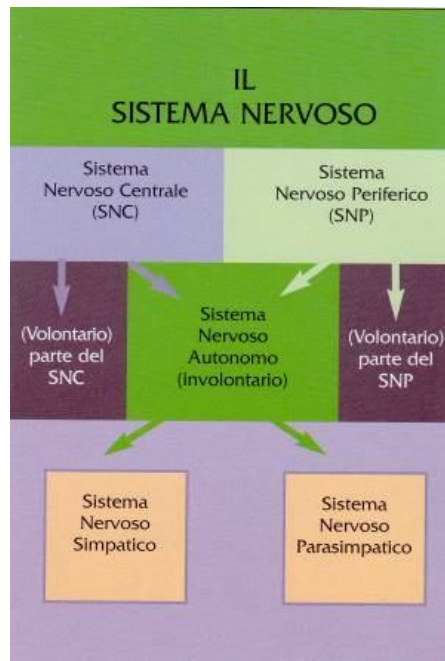 IL
SISTEMA NERVOSO
Sistema
Nervoso Centrale
(SNC)
Sistema
Nervoso Periferico
(SNP)
(Volontario)
parte del
SNC
Sistema
Nervoso
Autonomo
(involontario)
(Volontario)
parte del
SNP
Sistema
Nervoso
Simpatico
Sistema
Nervoso
Parasimpatico